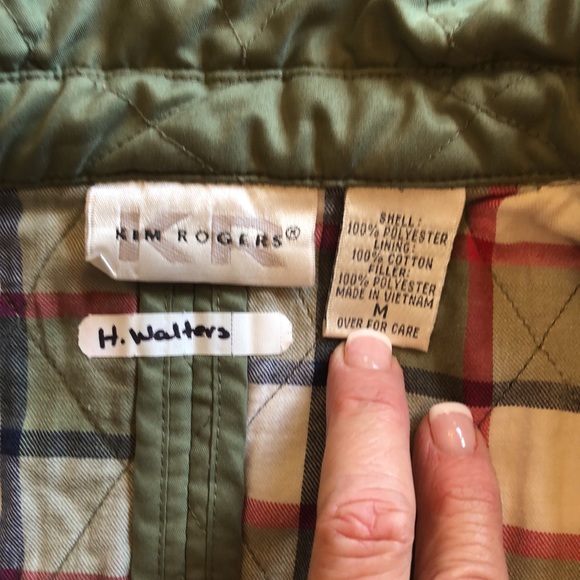 KR
KIM ROGERS®
H. Walters
SHELL:
100% POLYESTER
LINING:
100% COTTON
FILLER:
100% POLYESTER
MADE IN VIETNAM
M
OVER FOR CARE